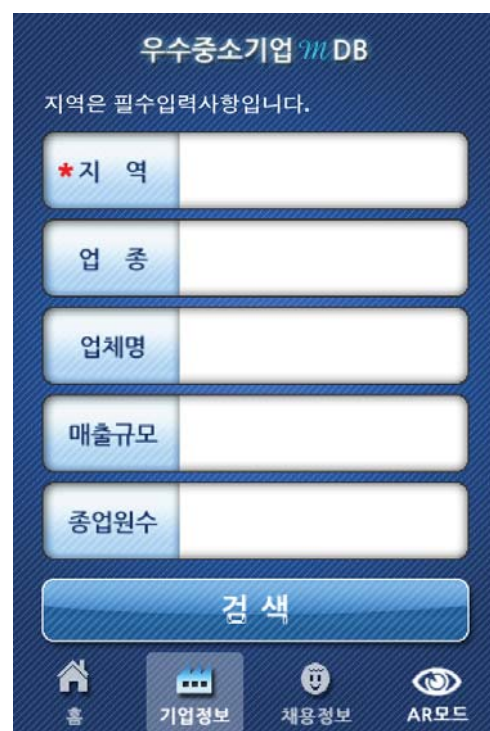 우수중소기업 m DB
지역은 필수입력사항입니다.
*지 역
업 종
업체명
매출규모
종업원수
검 색
홈 기업정보 채용정보 AR모드